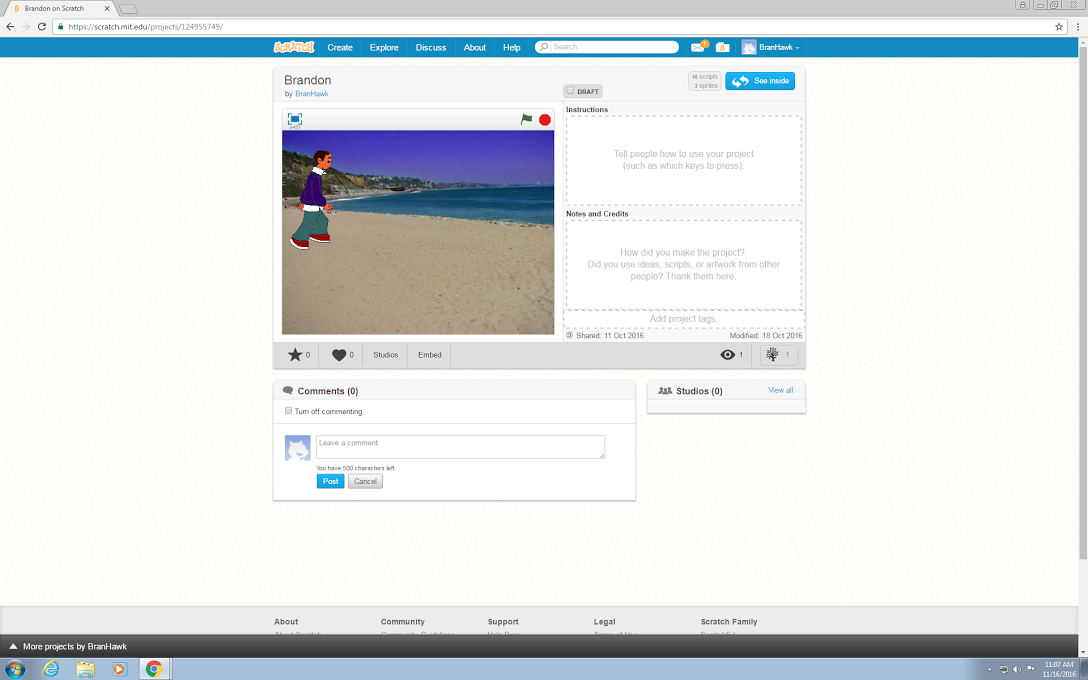 Brandon on Scratch
https://scratch.mit.edu/projects/124955749/
SCRATCH
Create
Explore
Discuss
About
Help
Search
1
BranHawk
Brandon
by BranHawk
DRAFT
18 scripts
3 sprites
See inside
Instructions
Tell people how to use your project
(such as which keys to press).
Notes and Credits
How did you make the project?
Did you use ideas, scripts, or artwork from other
people? Thank them here.
Add project tags.
Shared: 11 Oct 2016
Modified: 18 Oct 2016
0
0
Studios
Embed
1
1
Comments (0)
Turn off commenting
Leave a comment
You have 500 characters left.
Post
Cancel
Studios (0)
View all
About
Community
Support
Legal
Scratch Family
More projects by BranHawk
11:07 AM
11/16/2016